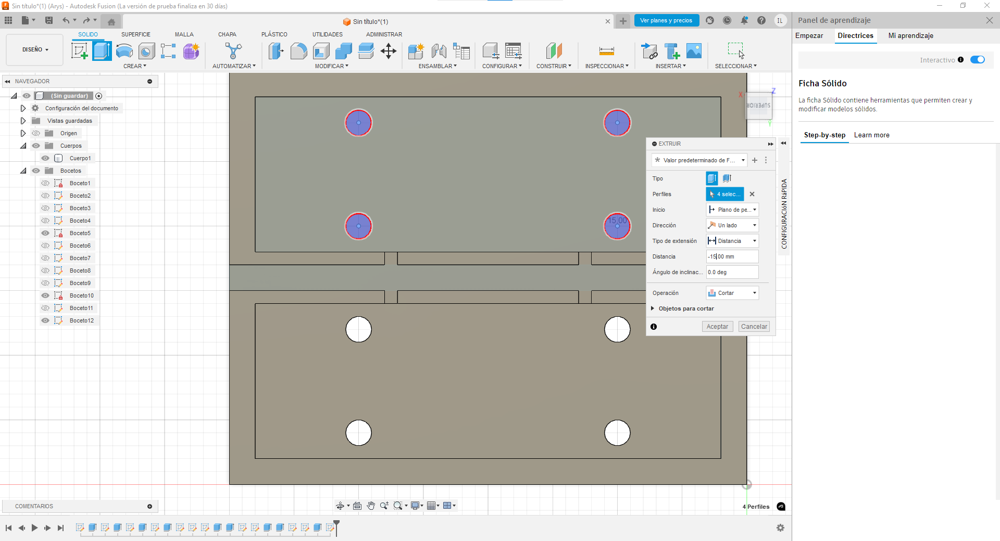 Sin título*(1) (Arys) - Autodesk Fusion (La versión de prueba finaliza en 30 días)
Sin título*(1)
Ver planes y precios
IL
Panel de aprendizaje
SOLIDO
SUPERFICIE
MALLA
CHAPA
PLÁSTICO
UTILIDADES
ADMINISTRAR
Empezar
Directrices
Mi aprendizaje
DISEÑO
Interactivo
CREAR
AUTOMATIZAR
MODIFICAR
ENSAMBLAR
CONFIGURAR
CONSTRUIR
INSPECCIONAR
INSERTAR
SELECCIONAR
NAVEGADOR
Ficha Sólido
La ficha Sólido contiene herramientas que permiten crear y
modificar modelos sólidos.
Step-by-step
Learn more
(Sin guardar)
Configuración del documento
Vistas guardadas
Origen
Cuerpos
Cuerpo1
Bocetos
Boceto1
Boceto2
Boceto3
Boceto4
Boceto5
Boceto6
Boceto7
Boceto8
Boceto9
Boceto10
Boceto11
Boceto12
X
Z
SUPERIOR
Y
15.00
EXTRUIR
Valor predeterminado de F...
Tipo
Perfiles
4 selec...
Inicio
Plano de pe...
Dirección
Un lado
Tipo de extensión
Distancia
Distancia
-15.00 mm
Ángulo de inclinac...
0.0 deg
Operación
Cortar
Objetos para cortar
Aceptar
Cancelar
CONFIGURACIÓN RáPIDA
COMENTARIOS
4 Perfiles